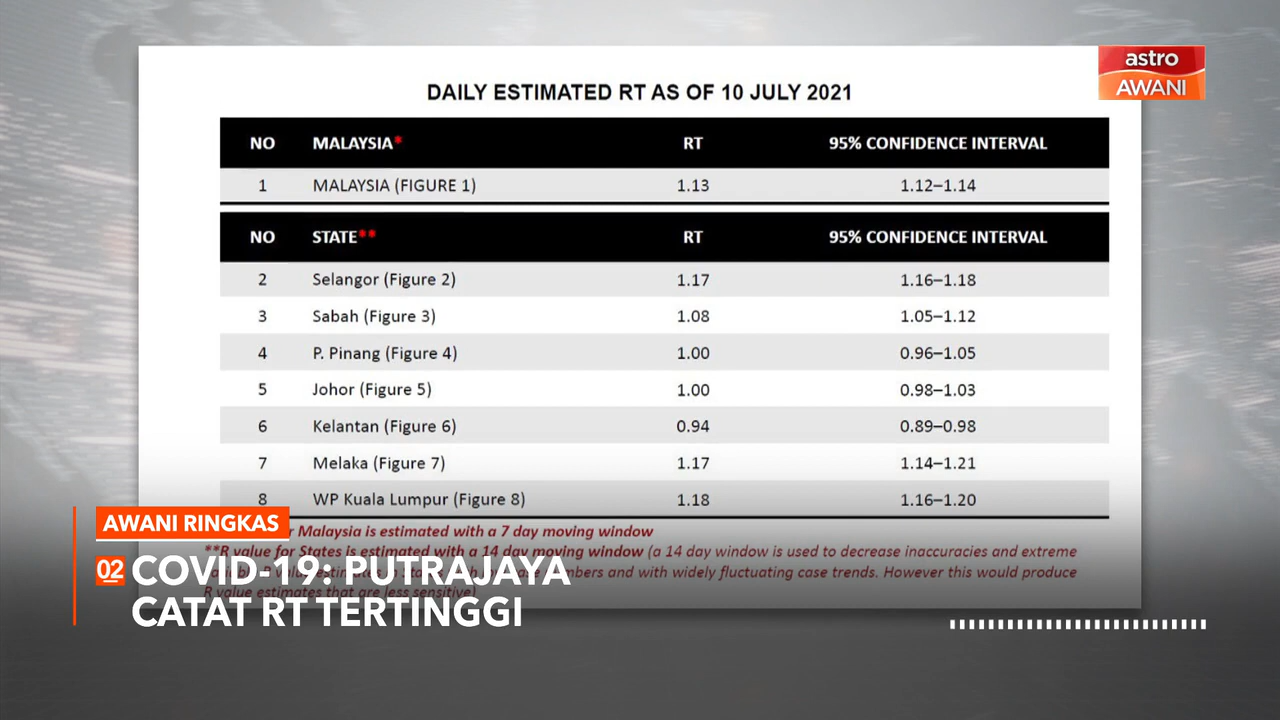 astro
AWANI
DAILY ESTIMATED RT AS OF 10 JULY 2021
NO MALAYSIA* RT 95% CONFIDENCE INTERVAL
1 MALAYSIA (FIGURE 1) 1.13 1.12–1.14
NO STATE** RT 95% CONFIDENCE INTERVAL
2 Selangor (Figure 2) 1.17 1.16–1.18
3 Sabah (Figure 3) 1.08 1.05–1.12
4 P. Pinang (Figure 4) 1.00 0.96–1.05
5 Johor (Figure 5) 1.00 0.98–1.03
6 Kelantan (Figure 6) 0.94 0.89–0.98
7 Melaka (Figure 7) 1.17 1.14–1.21
8 WP Kuala Lumpur (Figure 8) 1.18 1.16–1.20
Malaysia is estimated with a 7 day moving window
**R value for States is estimated with a 14 day moving window (a 14 day window is used to decrease inaccuracies and extreme
and with widely fluctuating case trends. However this would produce
R value estimates that are less sensitive)
AWANI RINGKAS
02 COVID-19: PUTRAJAYA
CATAT RT TERTINGGI